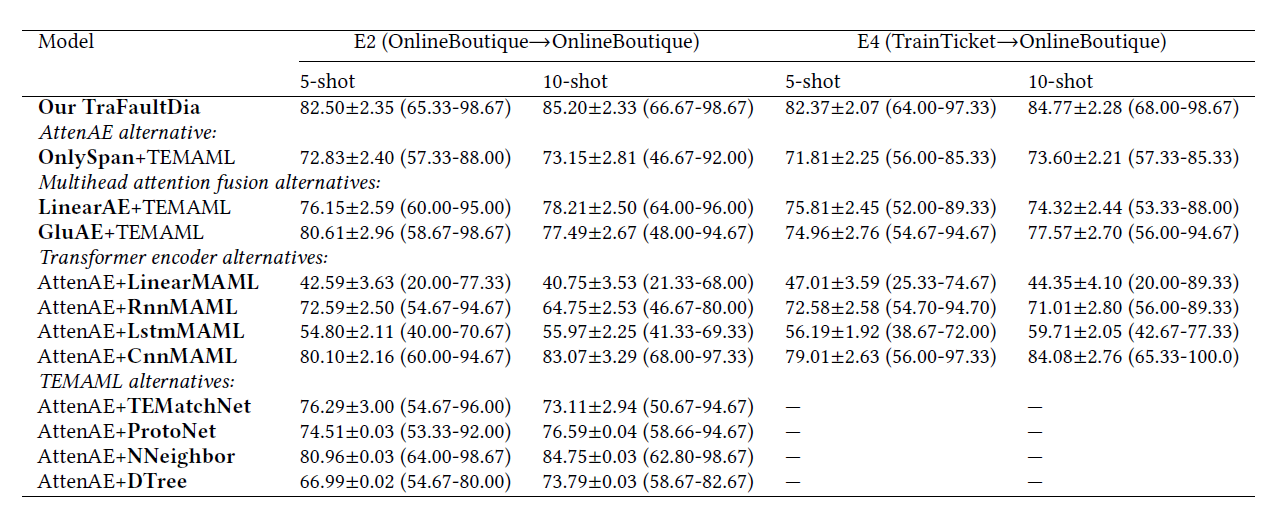 Model E2 (OnlineBoutique→OnlineBoutique) E4 (TrainTicket→OnlineBoutique)
5-shot 10-shot 5-shot 10-shot
Our TraFaultDia 82.50±2.35 (65.33-98.67) 85.20±2.33 (66.67-98.67) 82.37±2.07 (64.00-97.33) 84.77±2.28 (68.00-98.67)
AttenAE alternative:
OnlySpan+TEMAML 72.83±2.40 (57.33-88.00) 73.15±2.81 (46.67-92.00) 71.81±2.25 (56.00-85.33) 73.60±2.21 (57.33-85.33)
Multihead attention fusion alternatives:
LinearAE+TEMAML 76.15±2.59 (60.00-95.00) 78.21±2.50 (64.00-96.00) 75.81±2.45 (52.00-89.33) 74.32±2.44 (53.33-88.00)
GluAE+TEMAML 80.61±2.96 (58.67-98.67) 77.49±2.67 (48.00-94.67) 74.96±2.76 (54.67-94.67) 77.57±2.70 (56.00-94.67)
Transformer encoder alternatives:
AttenAE+LinearMAML 42.59±3.63 (20.00-77.33) 40.75±3.53 (21.33-68.00) 47.01±3.59 (25.33-74.67) 44.35±4.10 (20.00-89.33)
AttenAE+RnnMAML 72.59±2.50 (54.67-94.67) 64.75±2.53 (46.67-80.00) 72.58±2.58 (54.70-94.70) 71.01±2.80 (56.00-89.33)
AttenAE+LstmMAML 54.80±2.11 (40.00-70.67) 55.97±2.25 (41.33-69.33) 56.19±1.92 (38.67-72.00) 59.71±2.05 (42.67-77.33)
AttenAE+CnnMAML 80.10±2.16 (60.00-94.67) 83.07±3.29 (68.00-97.33) 79.01±2.63 (56.00-97.33) 84.08±2.76 (65.33-100.0)
TEMAML alternatives:
AttenAE+TEMatchNet 76.29±3.00 (54.67-96.00) 73.11±2.94 (50.67-94.67) — —
AttenAE+ProtoNet 74.51±0.03 (53.33-92.00) 76.59±0.04 (58.66-94.67) — —
AttenAE+NNeighbor 80.96±0.03 (64.00-98.67) 84.75±0.03 (62.80-98.67) — —
AttenAE+DTree 66.99±0.02 (54.67-80.00) 73.79±0.03 (58.67-82.67) — —